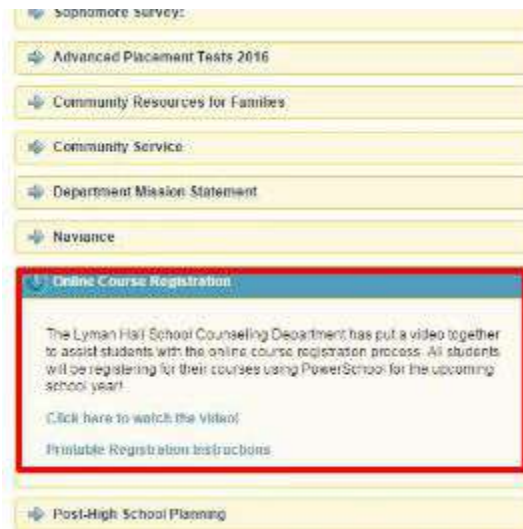 Sophomore Survey:
Advanced Placement Tests 2016
Community Resources for Families
Community Service
Department Mission Statement
Naviance
Online Course Registration
The Lyman Hall School Counseling Department has put a video together
to assist students with the online course registration process. All students
will be registering for their courses using PowerSchool for the upcoming
school year!
Click here to watch the video!
Printable Registration Instructions
Post-High School Planning